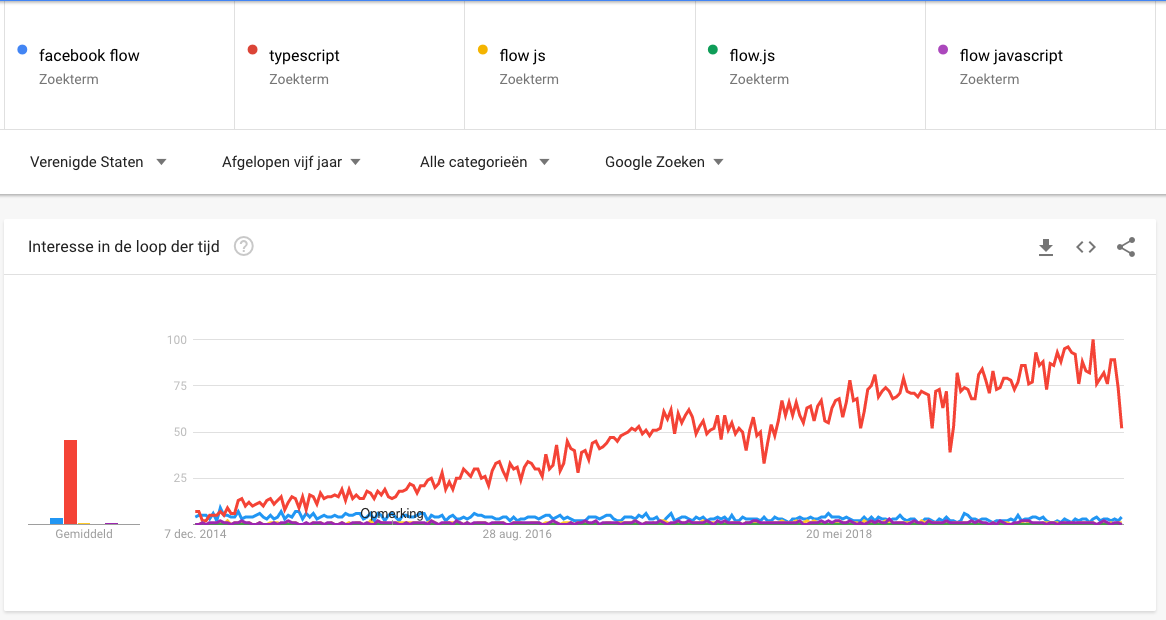 facebook flow
Zoekterm
typescript
Zoekterm
flow js
Zoekterm
flow.js
Zoekterm
flow javascript
Zoekterm
Verenigde Staten
Afgelopen vijf jaar
Alle categorieën
Google Zoeken
Interesse in de loop der tijd
?
100
75
50
25
Opmerking
Gemiddeld
7 dec. 2014
28 aug. 2016
20 mei 2018